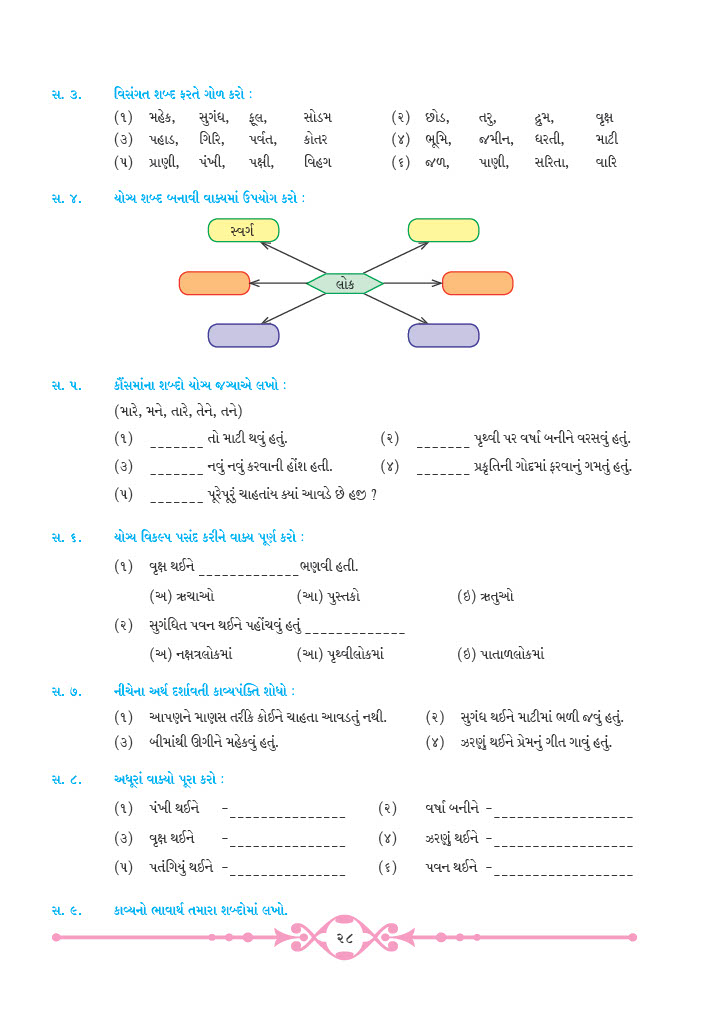 સ. ૩. વિસંગત શબ્દ ફરતે ગોળ કરો :
(૧) મહેક, સુગંધ, ફૂલ, સોડમ (૨) છોડ, તરુ, દ્રુમ, વૃક્ષ
(૩) પહાડ, ગિરિ, પર્વત, કોતર (૪) ભૂમિ, જમીન, ધરતી, માટી
(૫) પ્રાણી, પંખી, પક્ષી, વિહગ (૬) જળ, પાણી, સરિતા, વારિ
સ. ૪. યોગ્ય શબ્દ બનાવી વાક્યમાં ઉપયોગ કરો :
સ્વર્ગ
લોક
સ. ૫. કૌંસમાંના શબ્દો યોગ્ય જગ્યાએ લખો :
(મારે, મને, તારે, તેને, તને)
(૧) _______ તો માટી થવું હતું. (૨) _______ પૃથ્વી પર વર્ષા બનીને વરસવું હતું.
(૩) _______ નવું નવું કરવાની હોંશ હતી. (૪) _______ પ્રકૃતિની ગોદમાં ફરવાનું ગમતું હતું.
(૫) _______ પૂરેપૂરું ચાહતાંય ક્યાં આવડે છે હજી ?
સ. ૬. યોગ્ય વિકલ્પ પસંદ કરીને વાક્ય પૂર્ણ કરો :
(૧) વૃક્ષ થઈને _____________ ભણવી હતી.
(અ) ઋચાઓ (આ) પુસ્તકો (ઇ) ઋતુઓ
(૨) સુગંધિત પવન થઈને પહોંચવું હતું _____________
(અ) નક્ષત્રલોકમાં (આ) પૃથ્વીલોકમાં (ઇ) પાતાળલોકમાં
સ. ૭. નીચેના અર્થ દર્શાવતી કાવ્યપંક્તિ શોધો :
(૧) આપણને માણસ તરીકે કોઈને ચાહતા આવડતું નથી. (૨) સુગંધ થઈને માટીમાં ભળી જવું હતું.
(૩) બીમાંથી ઊગીને મહેકવું હતું. (૪) ઝરણું થઈને પ્રેમનું ગીત ગાવું હતું.
સ. ૮. અધૂરાં વાક્યો પૂરા કરો :
(૧) પંખી થઈને –_______________ (૨) વર્ષા બનીને –__________________
(૩) વૃક્ષ થઈને –_______________ (૪) ઝરણું થઈને –__________________
(૫) પતંગિયું થઈને –_______________ (૬) પવન થઈને –__________________
સ. ૯. કાવ્યનો ભાવાર્થ તમારા શબ્દોમાં લખો.
૨૮